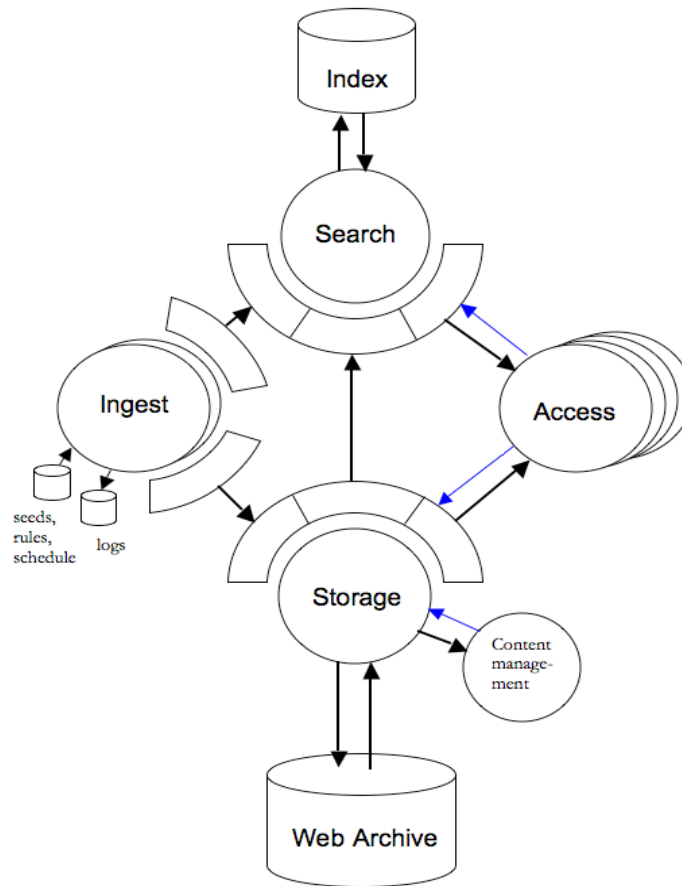 Index
Search
Ingest
Access
seeds,
rules,
schedule
logs
Storage
Content
manage-
ment
Web Archive